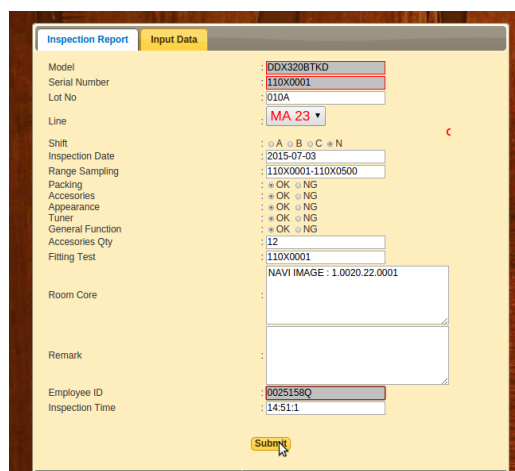 Inspection Report Input Data
Model : DDX320BTKD
Serial Number : 110X0001
Lot No : 010A
Line : MA 23
Shift : A B C N
Inspection Date : 2015-07-03
Range Sampling : 110X0001-110X0500
Packing : OK NG
Accesories : OK NG
Appearance : OK NG
Tuner : OK NG
General Function : OK NG
Accesories Qty : 12
Fitting Test : 110X0001
Room Core : NAVI IMAGE : 1.0020.22.0001
Remark :
Employee ID : 0025158Q
Inspection Time : 14:51:1
Submit